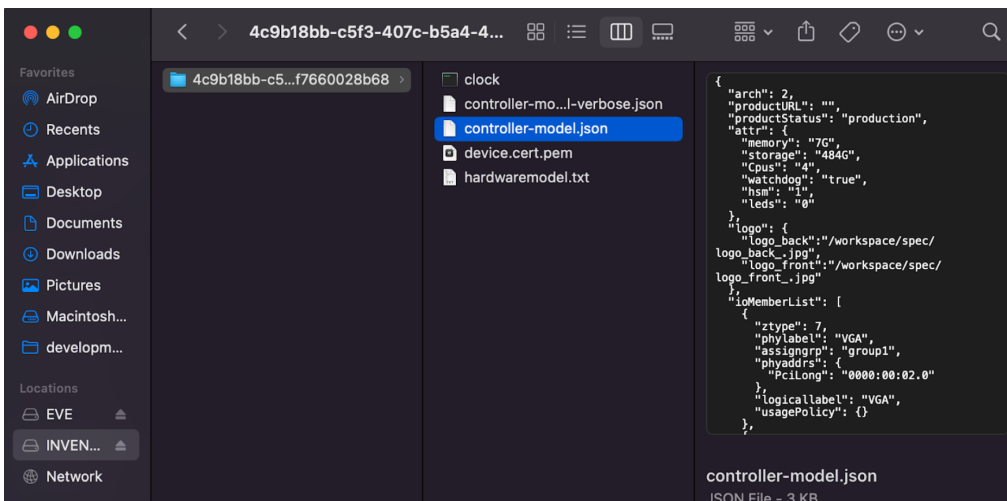 4c9b18bb-c5f3-407c-b5a4-4...
Favorites
AirDrop
Recents
Applications
Desktop
Documents
Downloads
Pictures
Macintosh...
developm...
Locations
EVE
INVEN...
Network
4c9b18bb-c5...f7660028b68
clock
controller-mo...l-verbose.json
controller-model.json
device.cert.pem
hardwaremodel.txt
{
"arch": 2,
"productURL": "",
"productStatus": "production",
"attr": {
"memory": "7G",
"storage": "484G",
"Cpus": "4",
"watchdog": "true",
"hsm": "1",
"leds": "0"
},
"logo": {
"logo_back":"/workspace/spec/
logo_back_.jpg",
"logo_front":"/workspace/spec/
logo_front_.jpg"
},
"ioMemberList": [
{
"ztype": 7,
"phylabel": "VGA",
"assigngrp": "group1",
"phyaddrs": {
"PciLong": "0000:00:02.0"
},
"logicallabel": "VGA",
"usagePolicy": {}
},
{
controller-model.json
JSON File - 3 KB